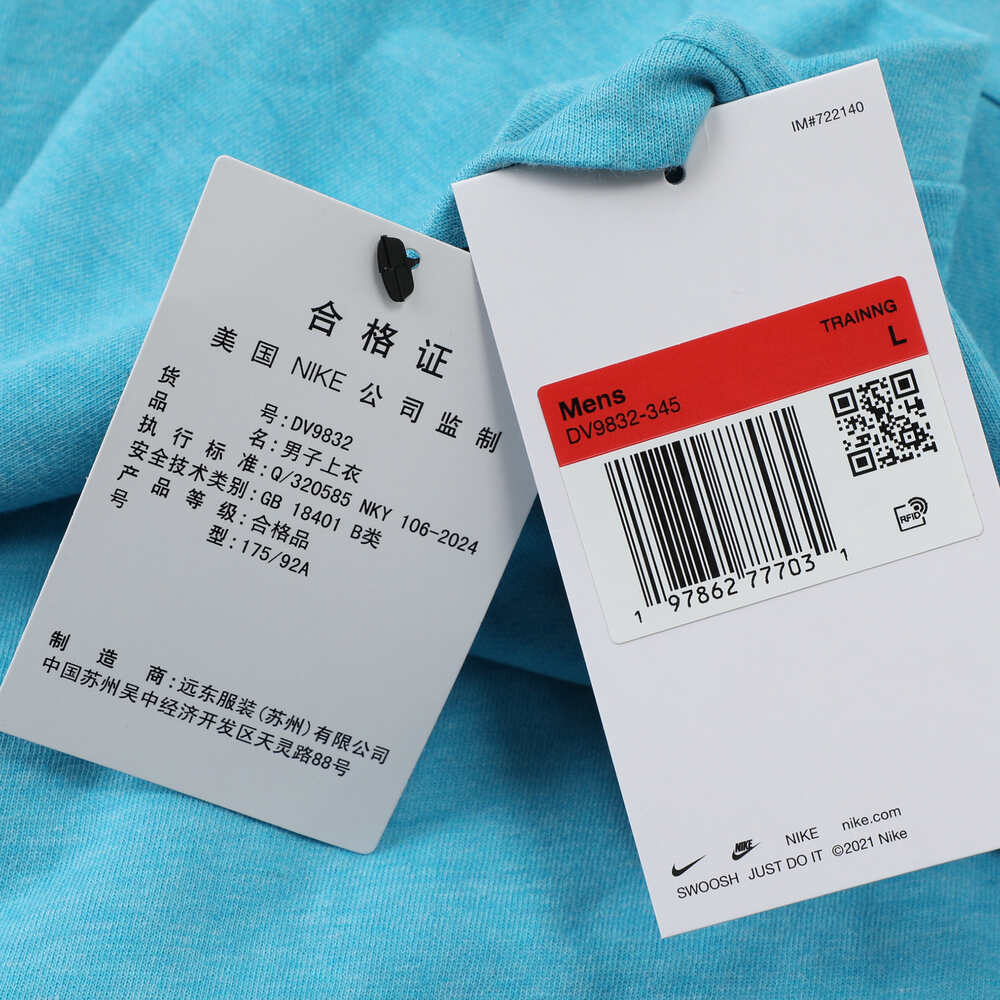 合格证
美国NIKE公司监制
货 号:DV9832
品 名:男子上衣
执行标准:Q/320585 NKY 106-2024
安全技术类别:GB 18401 B类
产品等级:合格品
号 型:175/92A
制 造 商:远东服装(苏州)有限公司
中国苏州吴中经济开发区天灵路88号
IM#722140
TRAINNG
L
Mens
DV9832-345
RFID
1 97862 77703 1
NIKE
NIKE nike.com
SWOOSH JUST DO IT ©2021 Nike